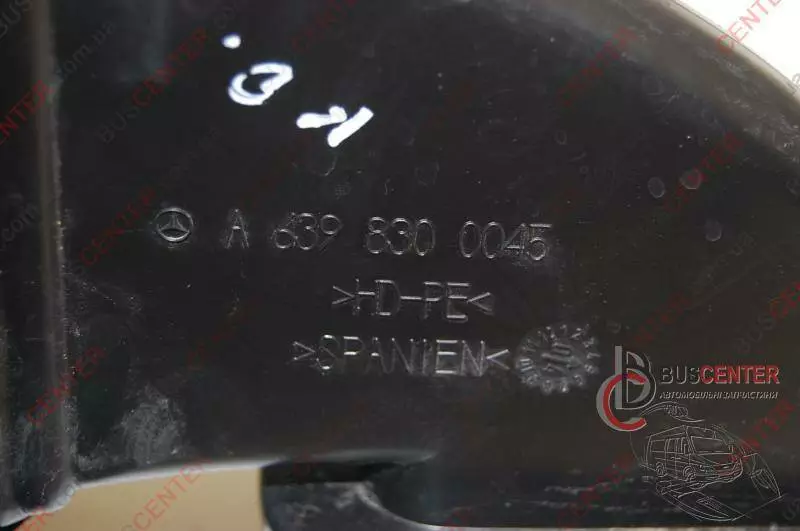 A 639 830 0045
>HD-PE<
>SPANIEN<
BUSCENTER
АВТОМОБІЛЬНІ ЗАПЧАСТИНИ